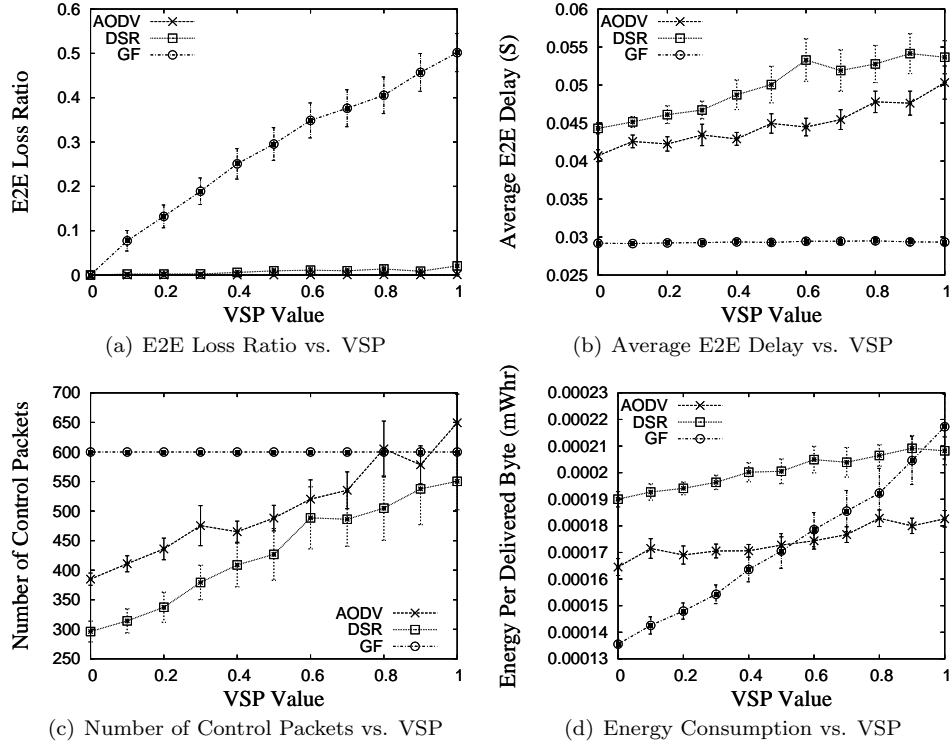 E2E Loss Ratio
0.6
0.5
0.4
0.3
0.2
0.1
0
AODV
DSR
GF
0 0.2 0.4 0.6 0.8 1
VSP Value
(a) E2E Loss Ratio vs. VSP
Average E2E Delay (S)
0.06
0.055
0.05
0.045
0.04
0.035
0.03
0.025
AODV
DSR
GF
0 0.2 0.4 0.6 0.8 1
VSP Value
(b) Average E2E Delay vs. VSP
Number of Control Packets
700
650
600
550
500
450
400
350
300
250
AODV
DSR
GF
0 0.2 0.4 0.6 0.8 1
VSP Value
(c) Number of Control Packets vs. VSP
Energy Per Delivered Byte (mWhr)
0.00023
0.00022
0.00021
0.0002
0.00019
0.00018
0.00017
0.00016
0.00015
0.00014
0.00013
AODV
DSR
GF
0 0.2 0.4 0.6 0.8 1
VSP Value
(d) Energy Consumption vs. VSP